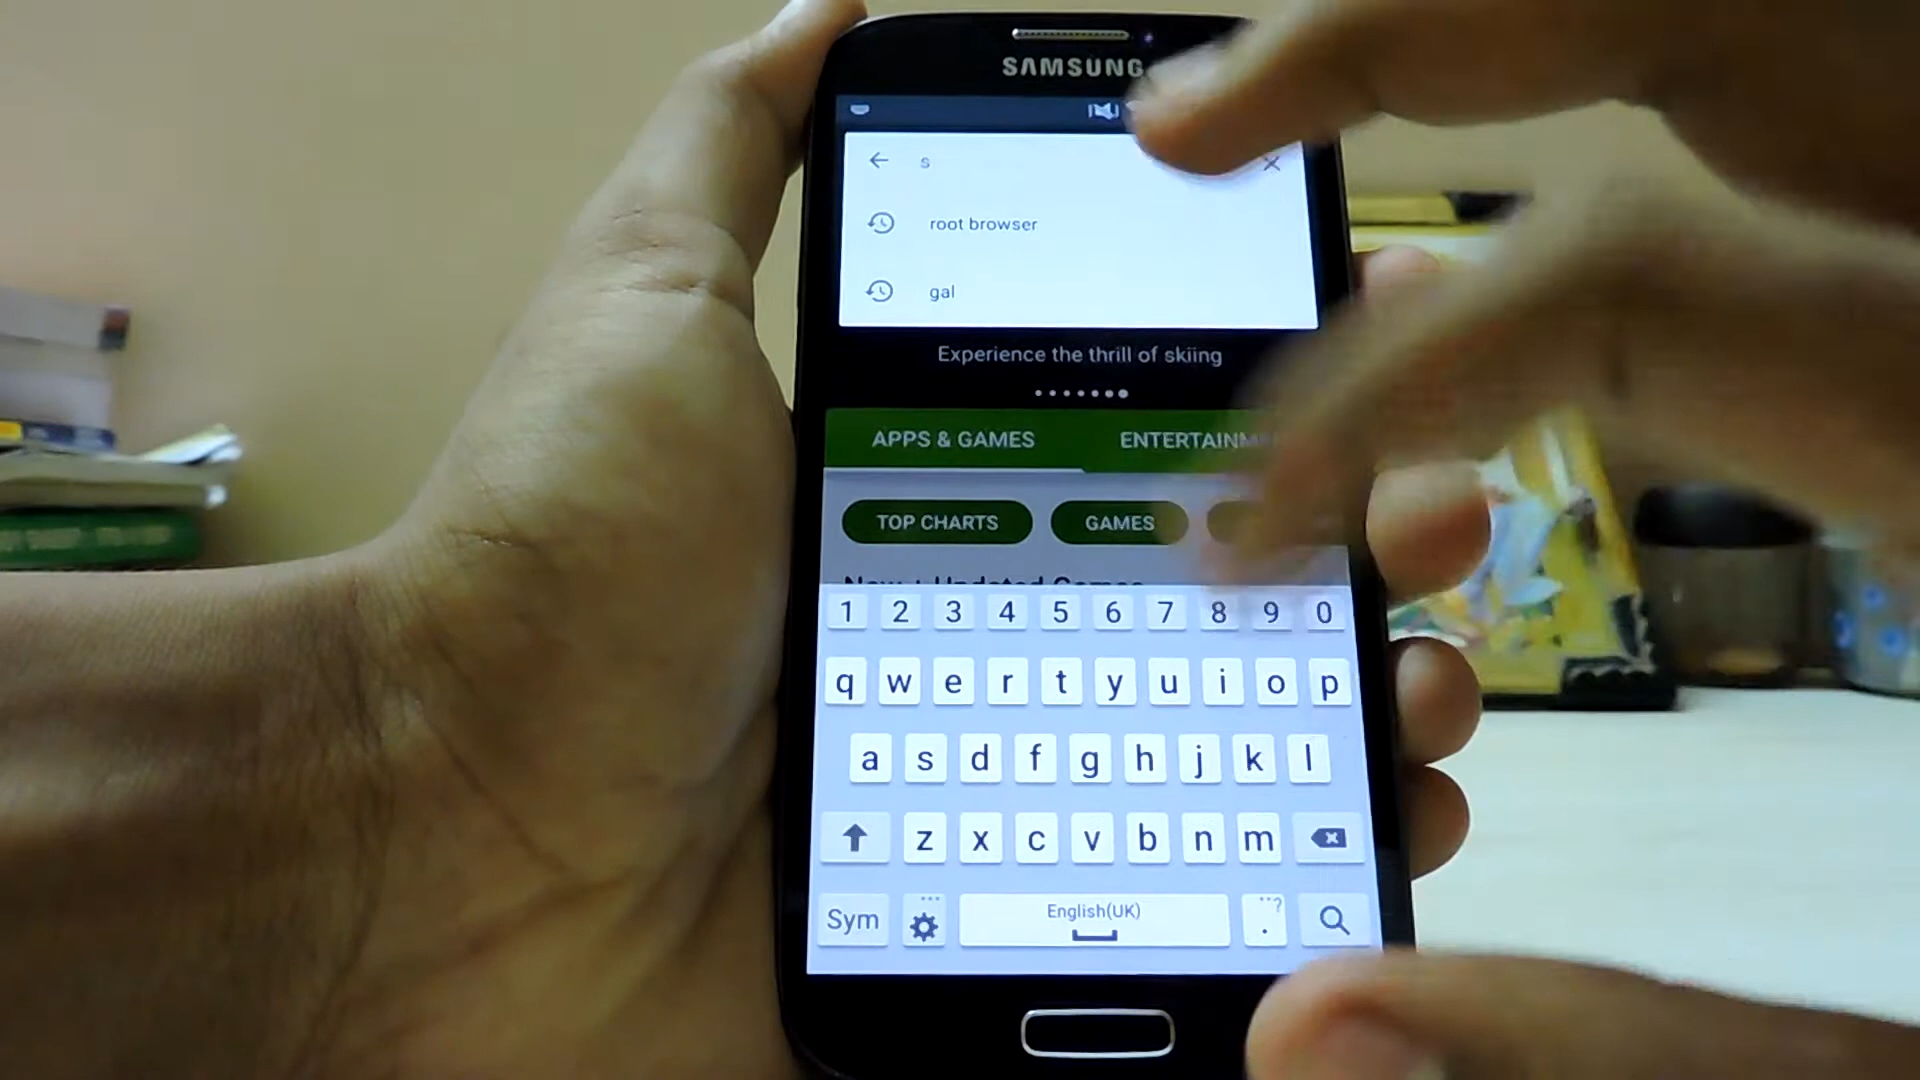 SAMSUNG
s
root browser
gal
Experience the thrill of skiing
APPS & GAMES
TOP CHARTS GAMES
New + Updated Games
1 2 3 4 5 6 7 8 9 0
q w e r t y u i o p
a s d f g h j k l
z x c v b n m
Sym English(UK) . ...?